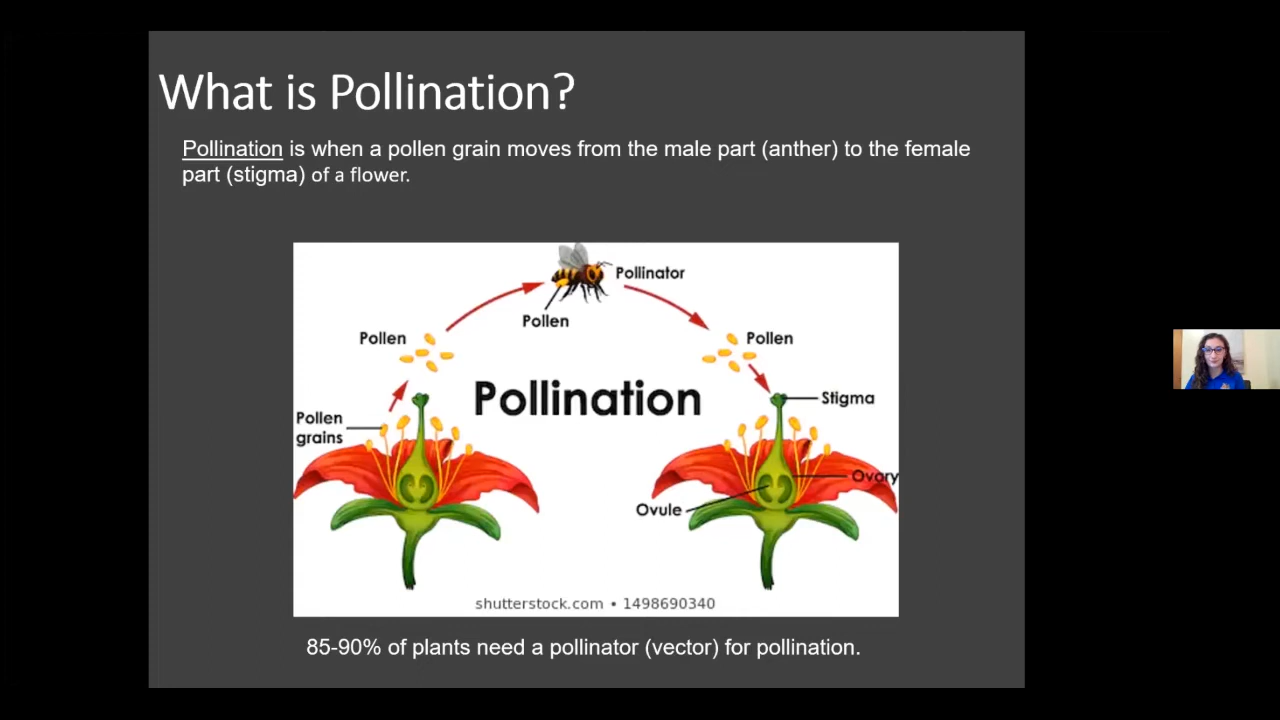 What is Pollination?
Pollination is when a pollen grain moves from the male part (anther) to the female
part (stigma) of a flower.
Pollinator
Pollen
Pollen
Pollen
Pollination
Stigma
Pollen
grains
Ovary
Ovule
shutterstock.com • 1498690340
85-90% of plants need a pollinator (vector) for pollination.